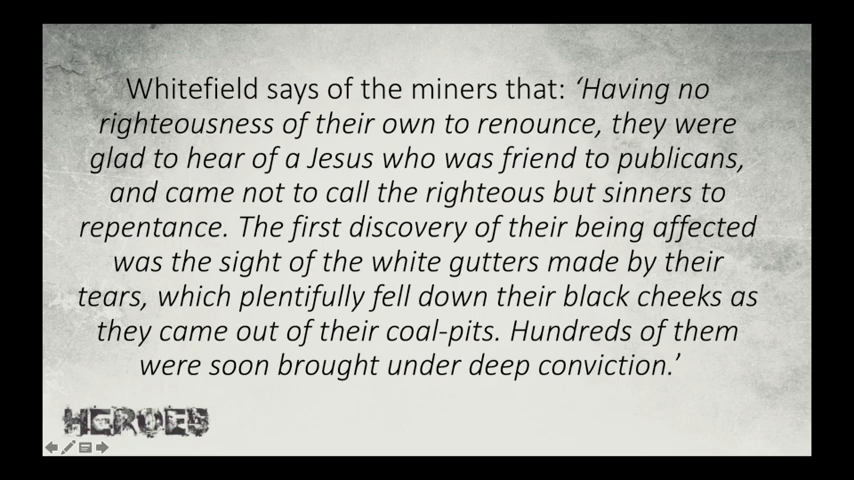 Whitefield says of the miners that: ‘Having no
righteousness of their own to renounce, they were
glad to hear of a Jesus who was friend to publicans,
and came not to call the righteous but sinners to
repentance. The first discovery of their being affected
was the sight of the white gutters made by their
tears, which plentifully fell down their black cheeks as
they came out of their coal-pits. Hundreds of them
were soon brought under deep conviction.’
HEROES